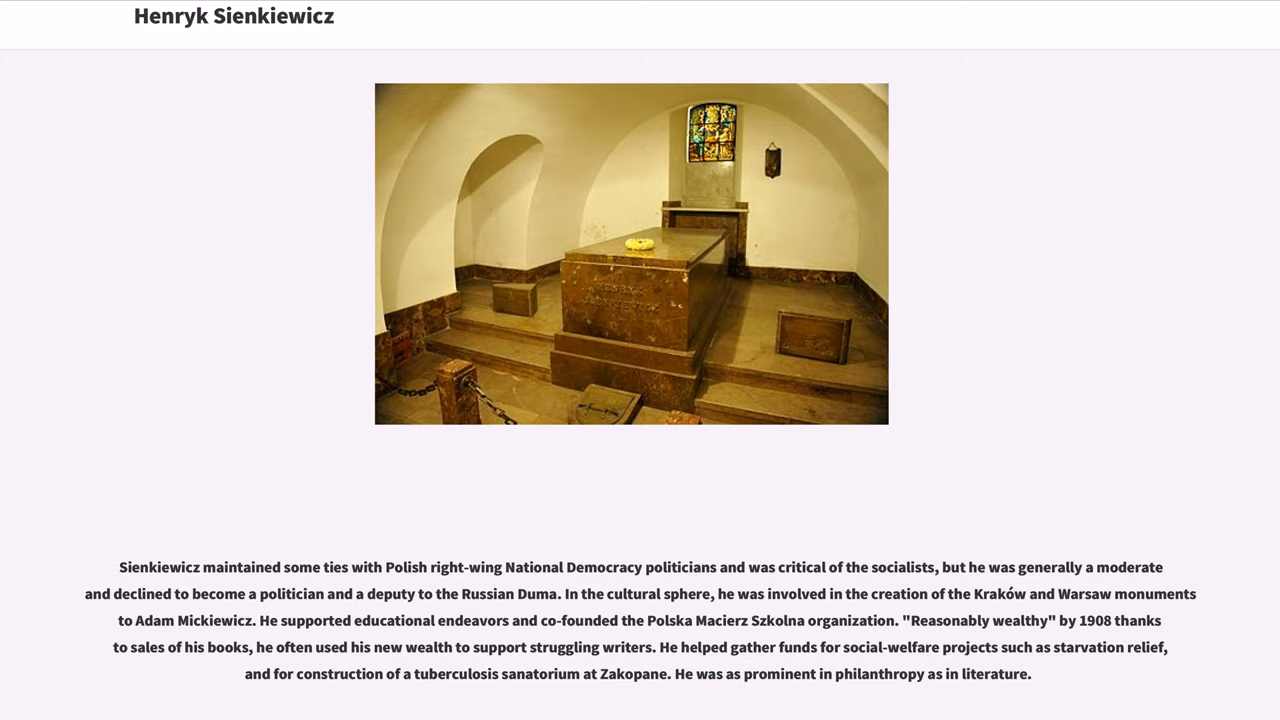 Henryk Sienkiewicz
HENRYK
SIENKIEWICZ
Sienkiewicz maintained some ties with Polish right-wing National Democracy politicians and was critical of the socialists, but he was generally a moderate
and declined to become a politician and a deputy to the Russian Duma. In the cultural sphere, he was involved in the creation of the Kraków and Warsaw monuments
to Adam Mickiewicz. He supported educational endeavors and co-founded the Polska Macierz Szkolna organization. "Reasonably wealthy" by 1908 thanks
to sales of his books, he often used his new wealth to support struggling writers. He helped gather funds for social-welfare projects such as starvation relief,
and for construction of a tuberculosis sanatorium at Zakopane. He was as prominent in philanthropy as in literature.